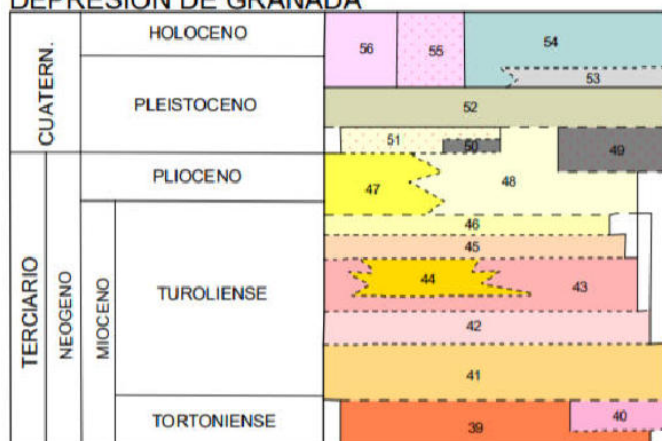 DEPRESIÓN DE GRANADA
CUATERN.
HOLOCENO
56
55
54
53
PLEISTOCENO
52
51
50
49
TERCIARIO
NEOGENO
PLIOCENO
47
48
MIOCENO
TUROLIENSE
46
45
44
43
42
41
TORTONIENSE
40
39